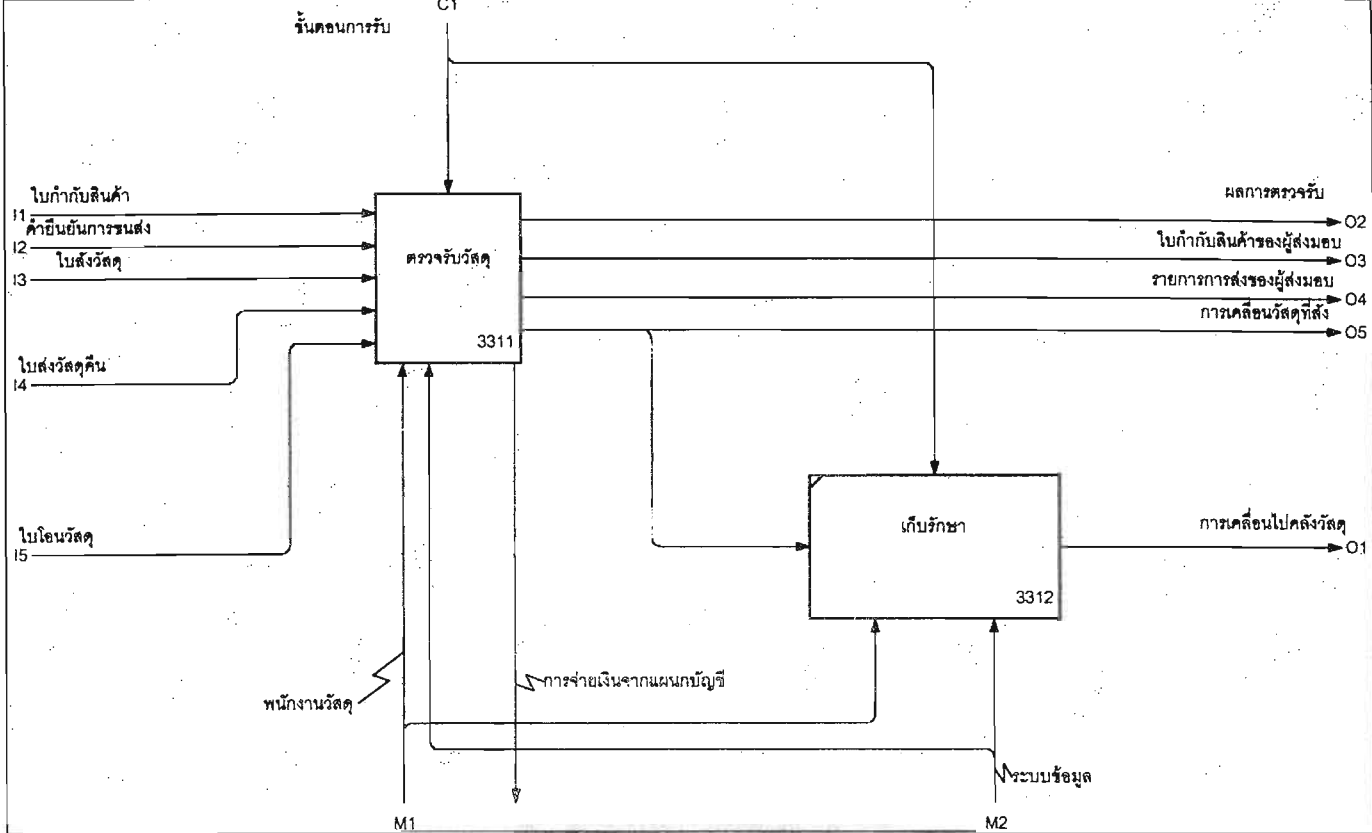 C1
ขั้นตอนการรับ
ใบกำกับสินค้า
I1
คำยืนยันการขนส่ง
I2
ใบสั่งวัสดุ
I3
ใบส่งวัสดุคืน
I4
ใบโอนวัสดุ
I5
ตรวจรับวัสดุ
3311
ผลการตรวจรับ
O2
ใบกำกับสินค้าของผู้ส่งมอบ
O3
รายการการส่งของผู้ส่งมอบ
O4
การเคลื่อนวัสดุที่สั่ง
O5
เก็บรักษา
3312
การเคลื่อนไปคลังวัสดุ
O1
พนักงานวัสดุ
การจ่ายเงินจากแผนกบัญชี
ระบบข้อมูล
M1
M2